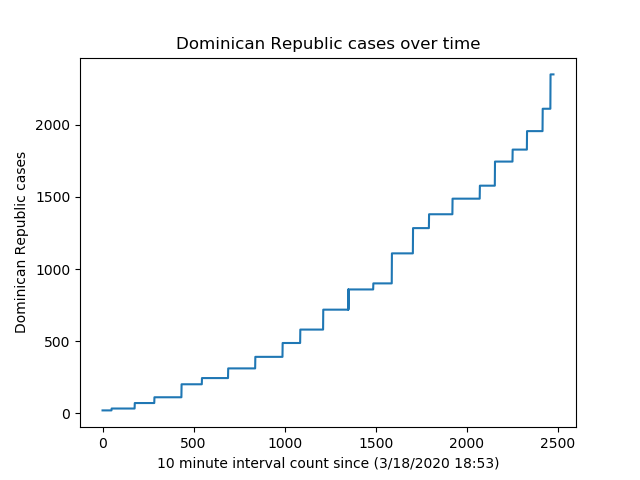 Dominican Republic cases over time
Dominican Republic cases
2000
1500
1000
500
0
0 500 1000 1500 2000 2500
10 minute interval count since (3/18/2020 18:53)